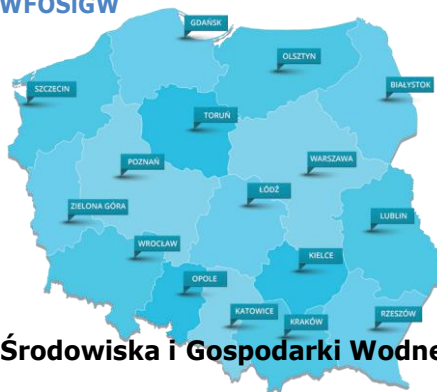 WFOŚIGW
GDAŃSK
OLSZTYN
BIAŁYSTOK
SZCZECIN
TORUŃ
POZNAŃ
WARSZAWA
ŁÓDŹ
ZIELONA GÓRA
LUBLIN
WROCŁAW
KIELCE
OPOLE
KATOWICE
KRAKÓW
RZESZÓW
Środowiska i Gospodarki Wodne